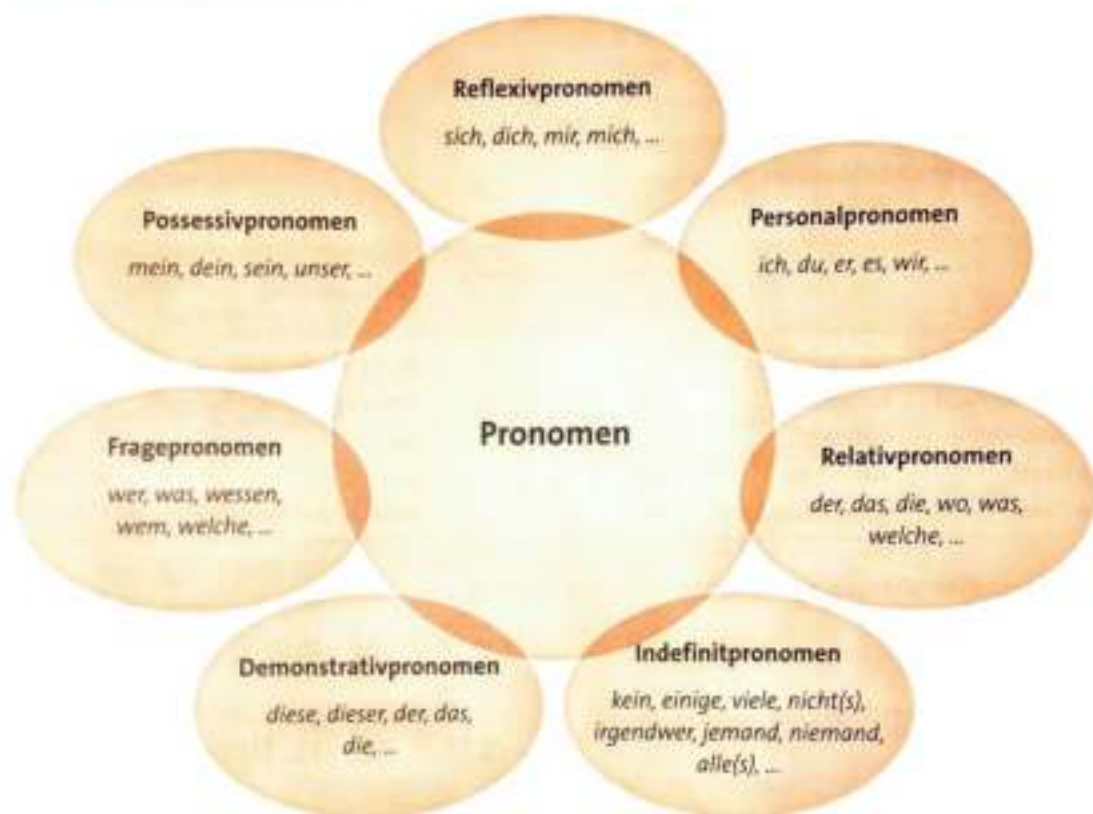 Reflexivpronomen
sich, dich, mir, mich, ...
Possessivpronomen
mein, dein, sein, unser, ...
Personalpronomen
ich, du, er, es, wir, ...
Pronomen
Fragepronomen
wer, was, wessen,
wem, welche, ...
Relativpronomen
der, das, die, wo, was,
welche, ...
Demonstrativpronomen
diese, dieser, der, das,
die, ...
Indefinitpronomen
kein, einige, viele, nicht(s),
irgendwer, jemand, niemand,
alle(s), ...